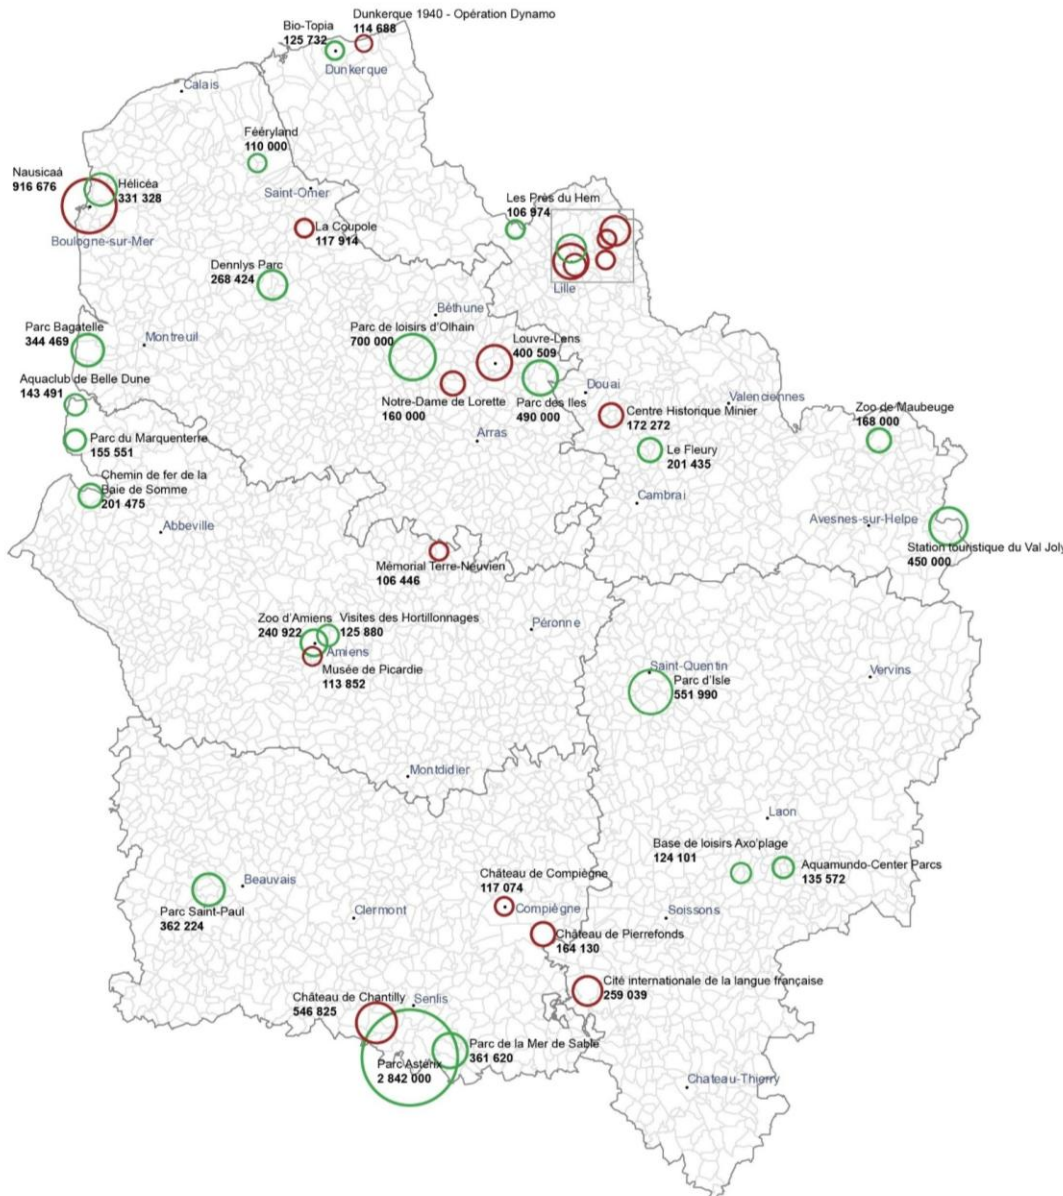 Dunkerque 1940 - Opération Dynamo
114 688
Bio-Topia
125 732
Dunkerque
Calais
Fééryland
110 000
Nausicaá
916 676
Hélicéa
331 328
Saint-Omer
Les Près du Hem
106 974
La Coupole
117 914
Boulogne-sur-Mer
Dennlys Parc
268 424
Lille
Béthune
Parc Bagatelle
344 469
Montreuil
Parc de loisirs d'Olhain
700 000
Louvre-Lens
400 509
Aquaclub de Belle Dune
143 491
Notre-Dame de Lorette
160 000
Parc des Iles
490 000
Douai
Valenciennes
Centre Historique Minier
172 272
Zoo de Maubeuge
168 000
Parc du Marquenterre
155 551
Arras
Le Fleury
201 435
Chemin de fer de la
Baie de Somme
201 475
Cambrai
Abbeville
Avesnes-sur-Helpe
Station touristique du Val Joly
450 000
Mémorial Terre-Neuvien
106 446
Zoo d'Amiens
240 922
Visites des Hortillonnages
125 880
Péronne
Amiens
Musée de Picardie
113 852
Saint-Quentin
Parc d'Isle
551 990
Vervins
Montdidier
Laon
Base de loisirs Axo'plage
124 101
Aquamundo-Center Parcs
135 572
Château de Compiègne
117 074
Beauvais
Parc Saint-Paul
362 224
Clermont
Compiègne
Soissons
Château de Pierrefonds
164 130
Cité internationale de la langue française
259 039
Château de Chantilly
546 825
Senlis
Parc de la Mer de Sable
361 620
Parc Astérix
2 842 000
Chateau-Thierry